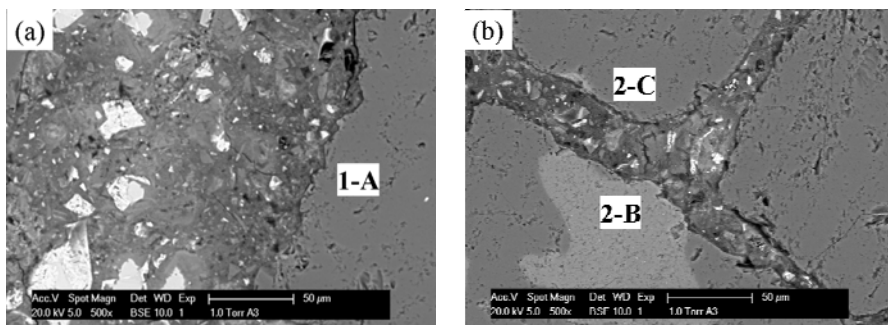 (a)
1-A
Acc.V Spot Magn Det WD Exp 50 µm
20.0 kV 5.0 500x BSE 10.0 1 1.0 Torr A3
(b)
2-C
2-B
Acc.V Spot Magn Det WD Exp 50 µm
20.0 kV 5.0 500x BSE 10.0 1 1.0 Torr A3